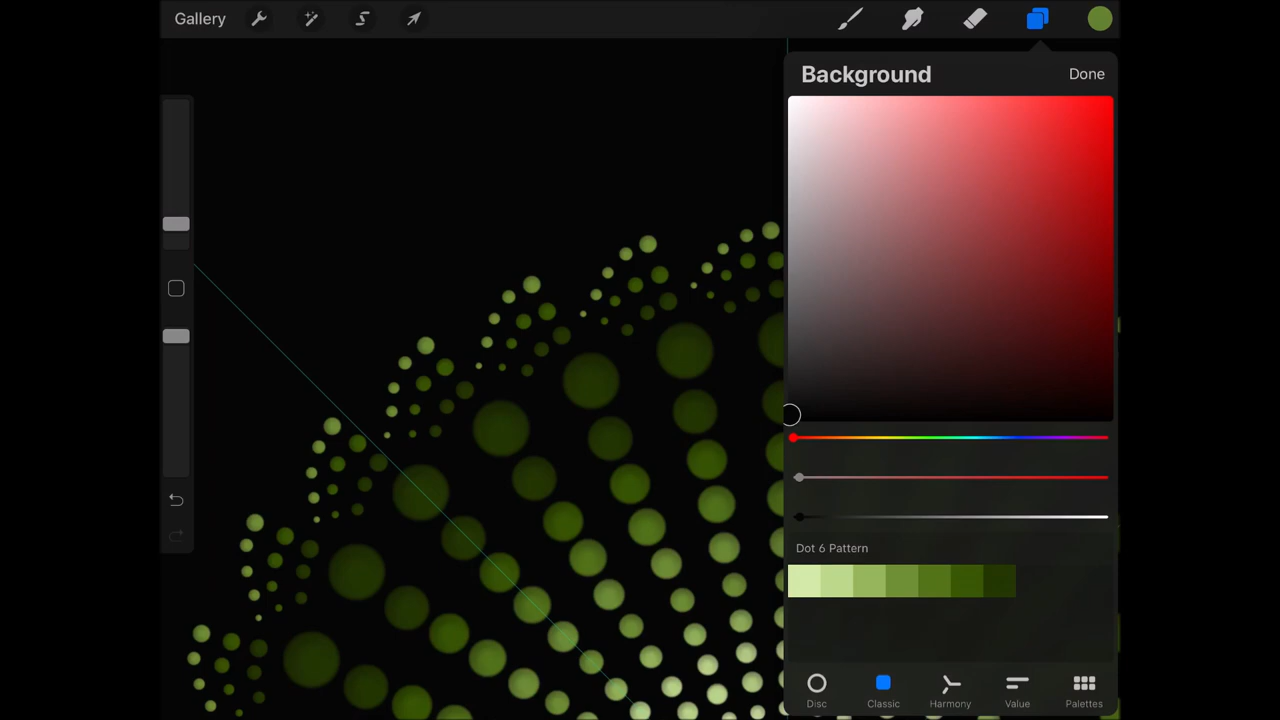 Gallery
Background
Done
Dot 6 Pattern
Disc
Classic
Harmony
Value
Palettes